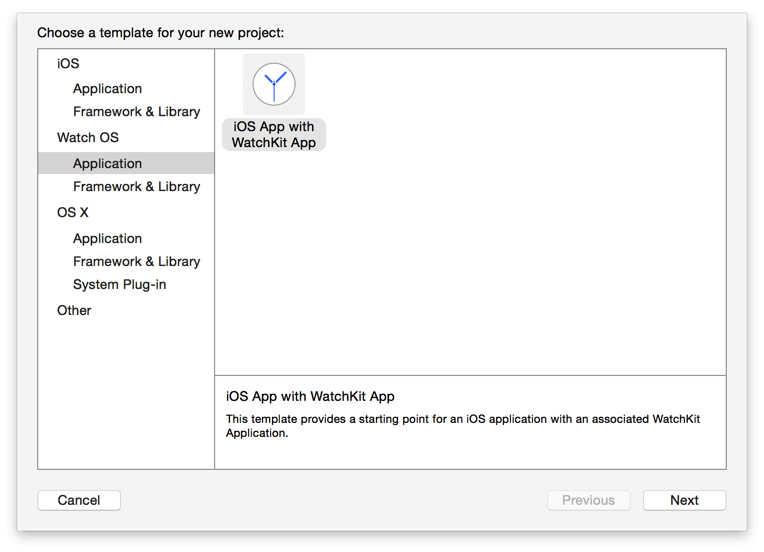 Choose a template for your new project:
iOS
Application
Framework & Library
Watch OS
Application
Framework & Library
OS X
Application
Framework & Library
System Plug-in
Other
iOS App with
WatchKit App
iOS App with WatchKit App
This template provides a starting point for an iOS application with an associated WatchKit
Application.
Cancel
Previous
Next